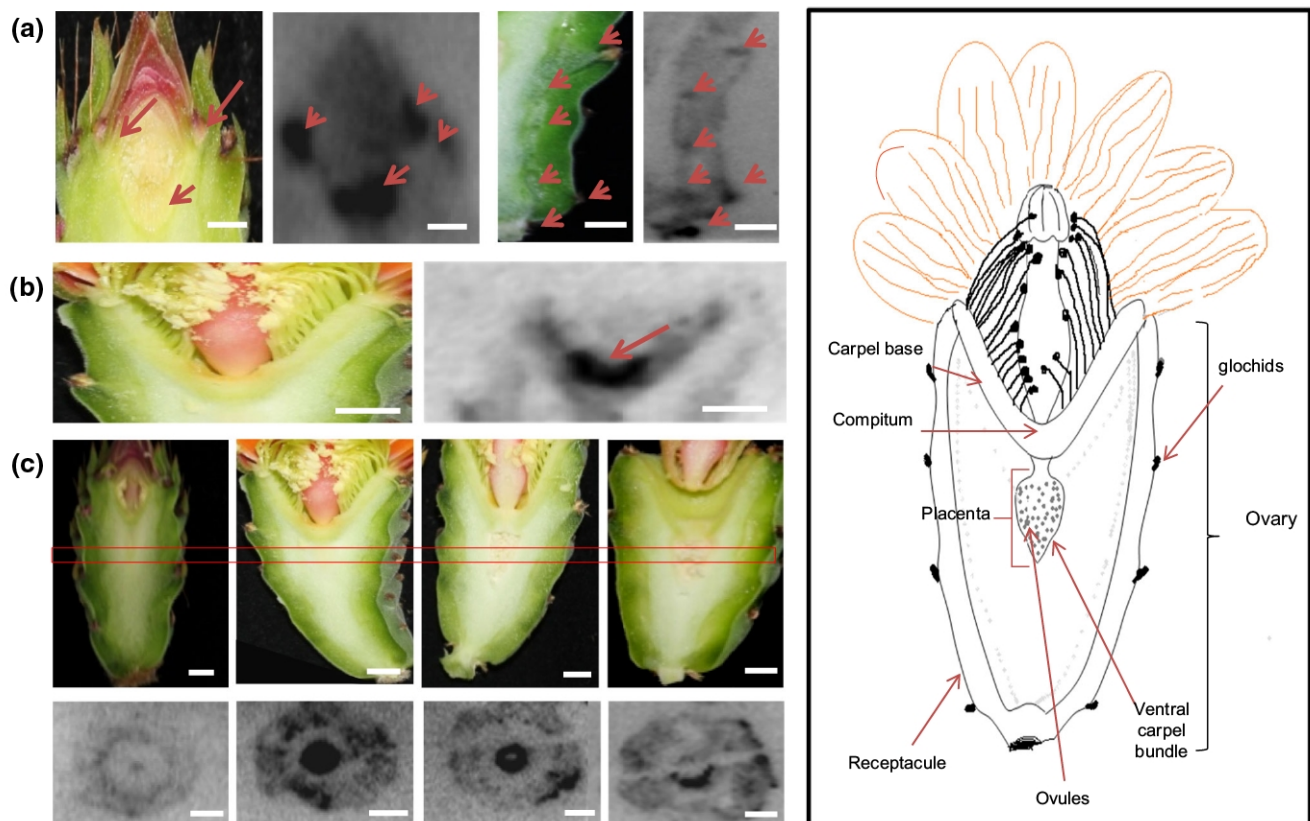 (a)
(b)
(c)
Carpel base
glochids
Compitum
Placenta
Ovary
Ventral
carpel
bundle
Receptacule
Ovules